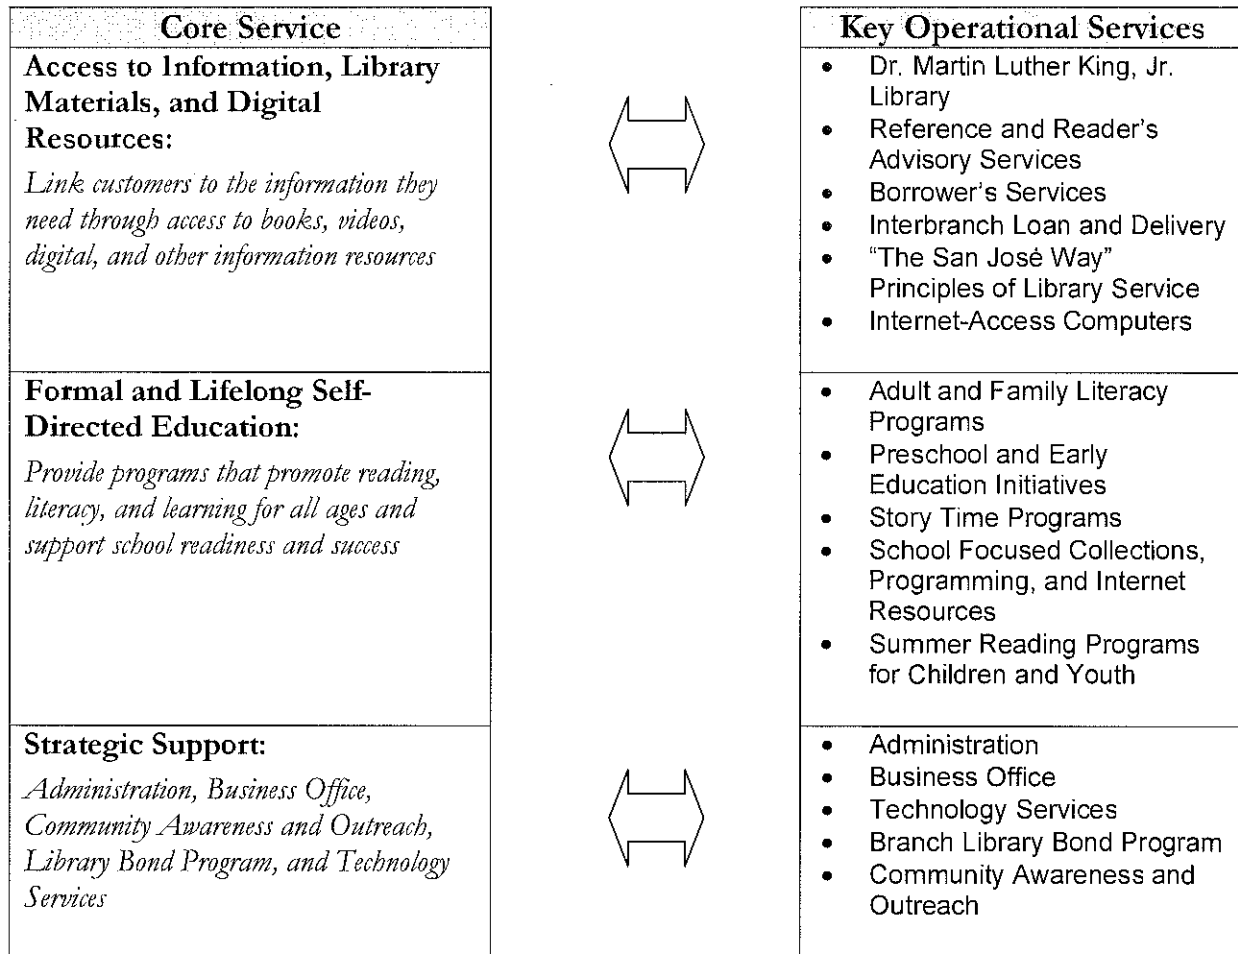 Core Service
Access to Information, Library
Materials, and Digital
Resources:
Link customers to the information they
need through access to books, videos,
digital, and other information resources
Key Operational Services
• Dr. Martin Luther King, Jr.
Library
• Reference and Reader's
Advisory Services
• Borrower's Services
• Interbranch Loan and Delivery
• "The San José Way"
Principles of Library Service
• Internet-Access Computers
Formal and Lifelong Self-
Directed Education:
Provide programs that promote reading,
literacy, and learning for all ages and
support school readiness and success
• Adult and Family Literacy
Programs
• Preschool and Early
Education Initiatives
• Story Time Programs
• School Focused Collections,
Programming, and Internet
Resources
• Summer Reading Programs
for Children and Youth
Strategic Support:
Administration, Business Office,
Community Awareness and Outreach,
Library Bond Program, and Technology
Services
• Administration
• Business Office
• Technology Services
• Branch Library Bond Program
• Community Awareness and
Outreach